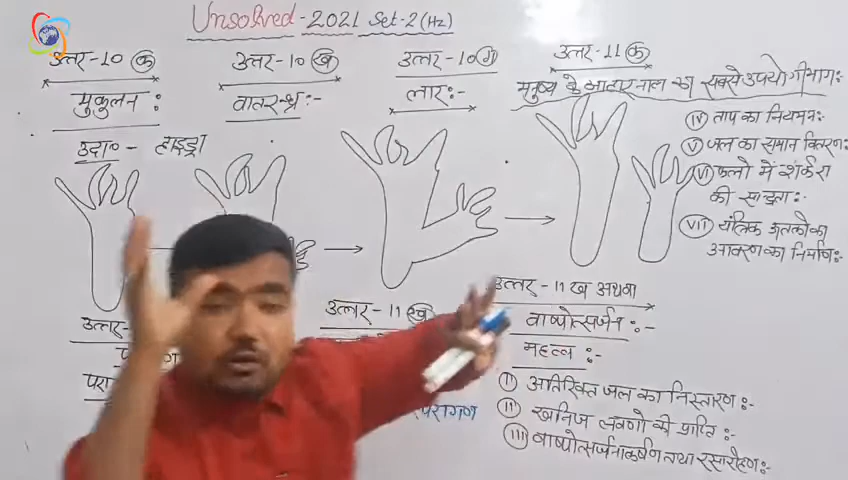 Unsolved - 2021 Set-2 (Hz)
उत्तर-10 क
मुकुलन :
उदा० - हाइड्रा
उत्तर-10 ख
वातरन्ध्र :-
उत्तर-10 ग
लार :-
उत्तर-11 क
मनुष्य के आहारनाल का सबसे उपयोगी भाग :-
उत्तर-
परा
उत्तर-11 ख
परागण
उत्तर-11 ख अथवा
वाष्पोत्सर्जन :-
महत्व :-
(I) अतिरिक्त जल का निस्तारण :-
(II) खनिज लवणो की प्राप्ति :-
(III) वाष्पोत्सर्जनाकर्षण तथा रसारोहण :-
(IV) ताप का नियमन :-
(V) जल का समान वितरण :-
(VI) फलो में शर्करा
की सान्द्रता :-
(VII) यांत्रिक ऊतको का
आवरण का निर्माण :-